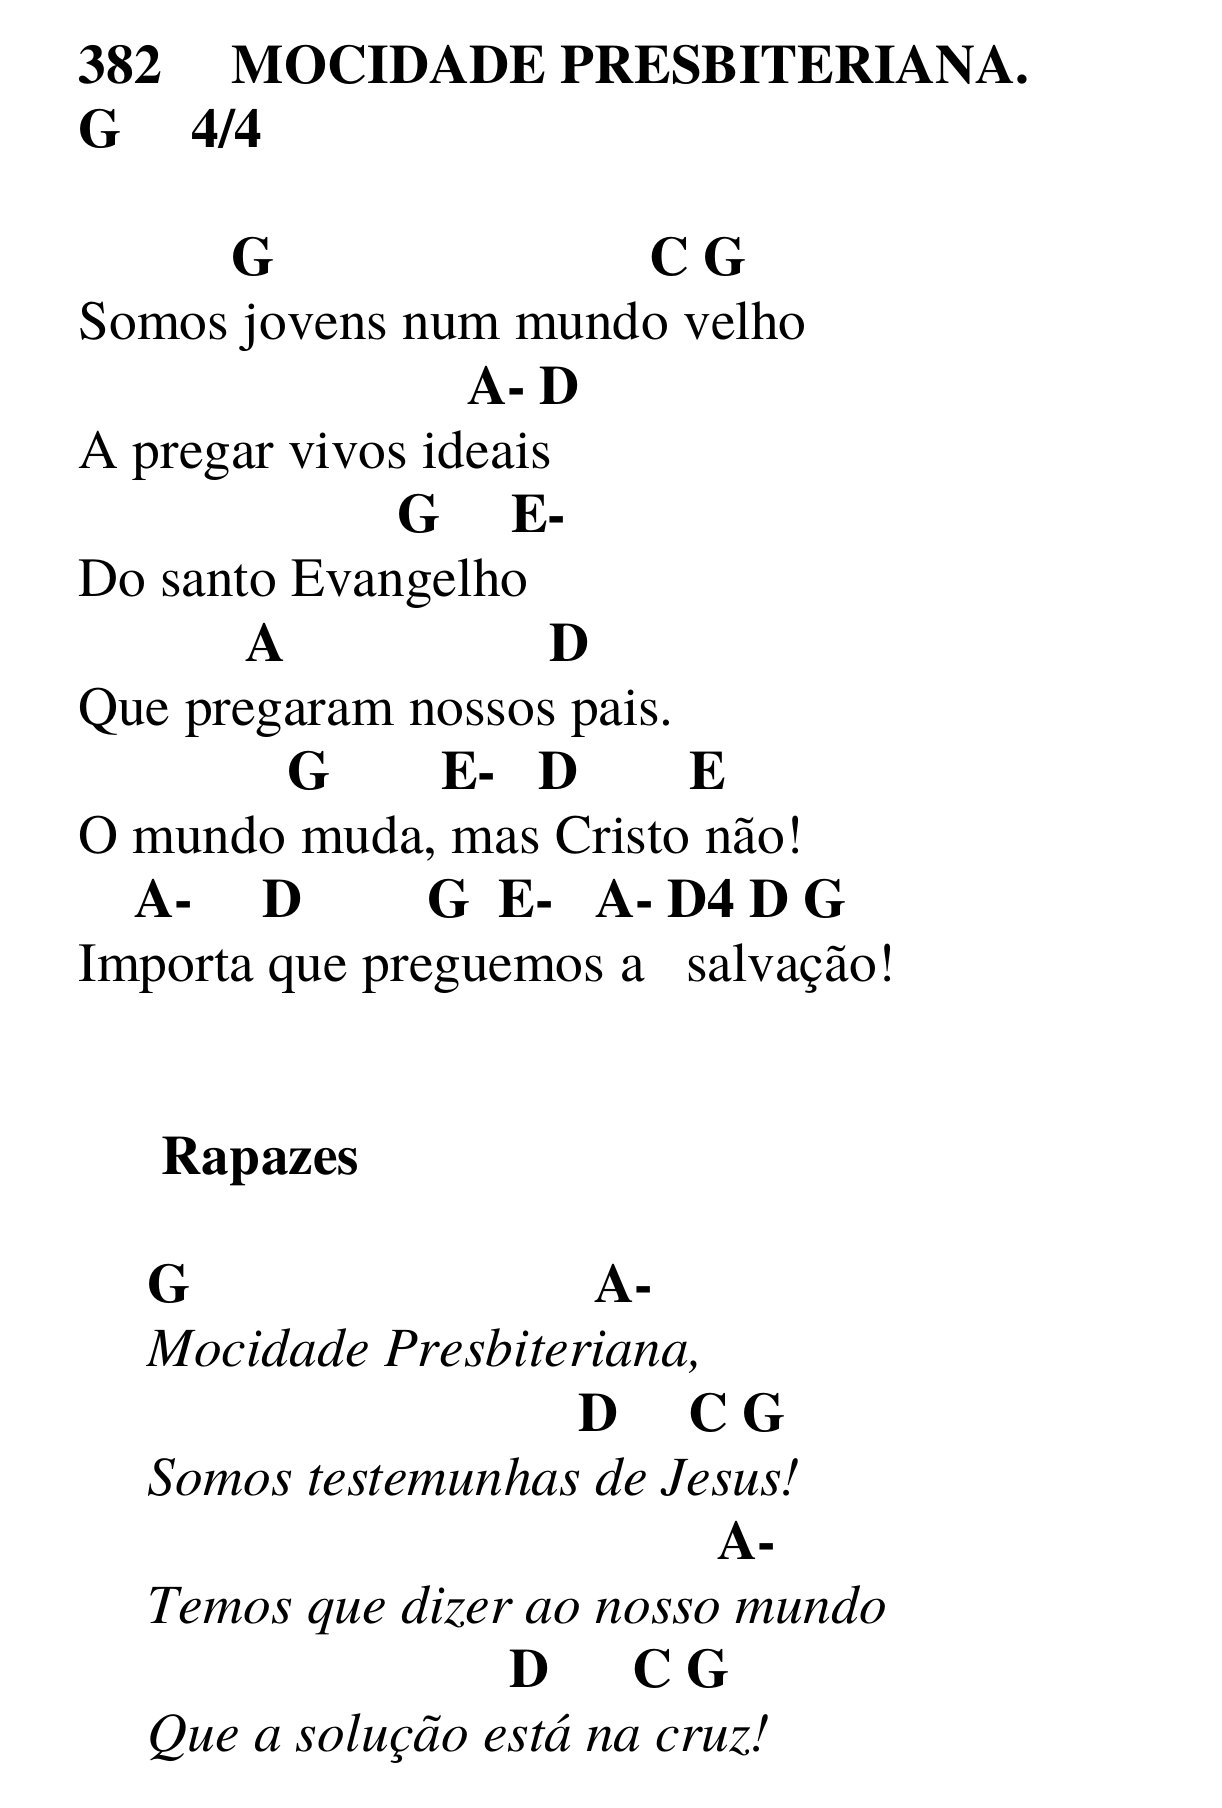 382 MOCIDADE PRESBITERIANA.
G 4/4
G C G
Somos jovens num mundo velho
A- D
A pregar vivos ideais
G E-
Do santo Evangelho
A D
Que pregaram nossos pais.
G E- D E
O mundo muda, mas Cristo não!
A- D G E- A- D4 D G
Importa que preguemos a salvação!
Rapazes
G A-
Mocidade Presbiteriana,
D C G
Somos testemunhas de Jesus!
A-
Temos que dizer ao nosso mundo
D C G
Que a solução está na cruz!